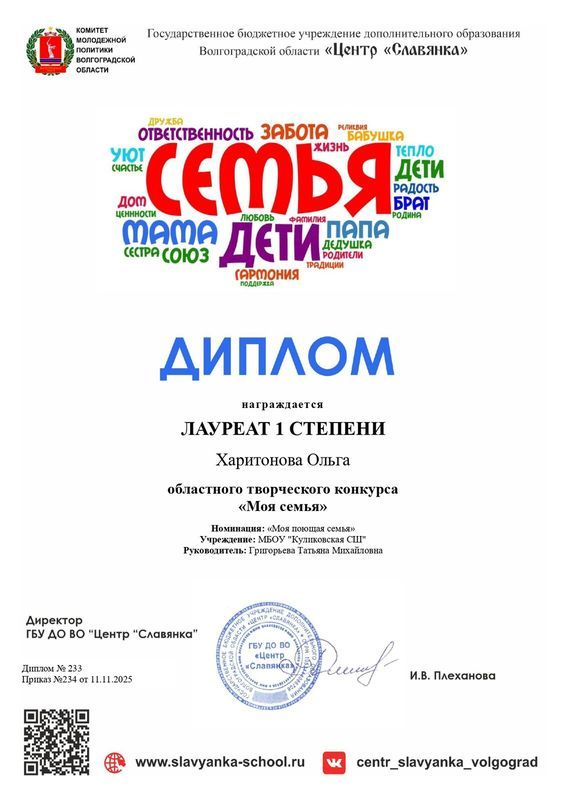 КОМИТЕТ
МОЛОДЕЖНОЙ
ПОЛИТИКИ
ВОЛГОГРАДСКОЙ
ОБЛАСТИ
Государственное бюджетное учреждение дополнительного образования
Волгоградской области «Центр «Славянка»
ДРУЖБА
ОТВЕТСТВЕННОСТЬ ЗАБОТА РЕЛИКВИЯ
БАБУШКА
УЮТ СЕМЬЯ ЖИЗНЬ ТЕПЛО
СЧАСТЬЕ ДЕТИ
РАДОСТЬ
ДОМ БРАТ
ЦЕНННОСТИ ЛЮБОВЬ ФАМИЛИЯ РОДИНА
МАМА ДЕТИ ПАПА
СЕСТРА СОЮЗ ДЕДУШКА
РОДИТЕЛИ
ТРАДИЦИИ
ГАРМОНИЯ
ПОДДЕРЖКА
ДИПЛОМ
награждается
ЛАУРЕАТ 1 СТЕПЕНИ
Харитонова Ольга
областного творческого конкурса
«Моя семья»
Номинация: «Моя поющая семья»
Учреждение: МБОУ "Куликовская СШ"
Руководитель: Григорьева Татьяна Михайловна
Директор
ГБУ ДО ВО “Центр “Славянка”
ГБУ ДО ВО
«Центр
«Славянка»
Диплом № 233
Приказ №234 от 11.11.2025
И.В. Плеханова
www.slavyanka-school.ru
centr_slavyanka_volgograd